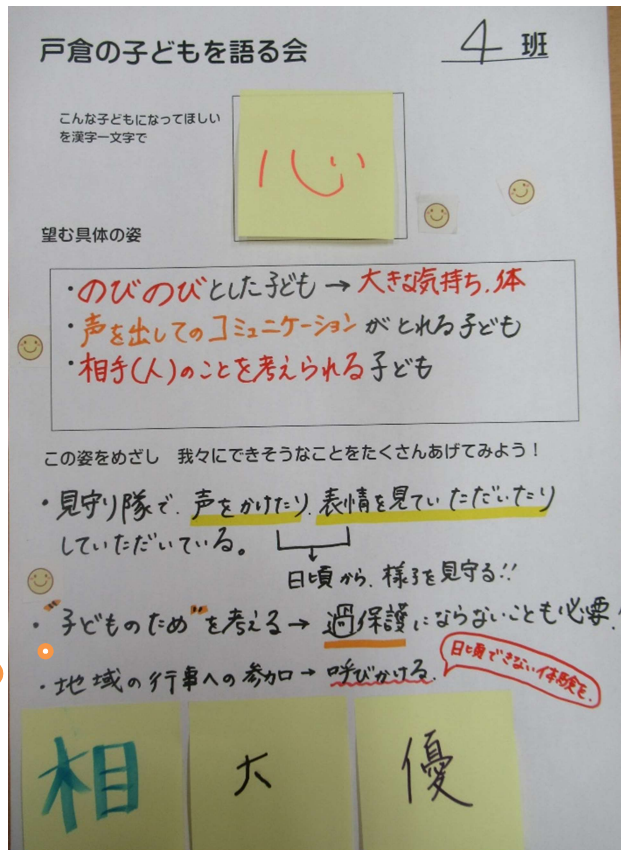 戸倉の子どもを語る会
4 班
こんな子どもになってほしい
を漢字一文字で
心
望む具体の姿
・のびのびとした子ども → 大きな気持ち、体
・声を出してのコミュニケーションがとれる子ども
・相手(人)のことを考えられる子ども
この姿をめざし　我々にできそうなことをたくさんあげてみよう！
・見守り隊で、声をかけたり、表情を見ていただいたり
していただいている。
日頃から、様子を見守る!!
・"子どものため"を考える → 過保護にならないことも必要!
・地域の行事への参加 → 呼びかける。
日頃できない体験を。
相
大
優